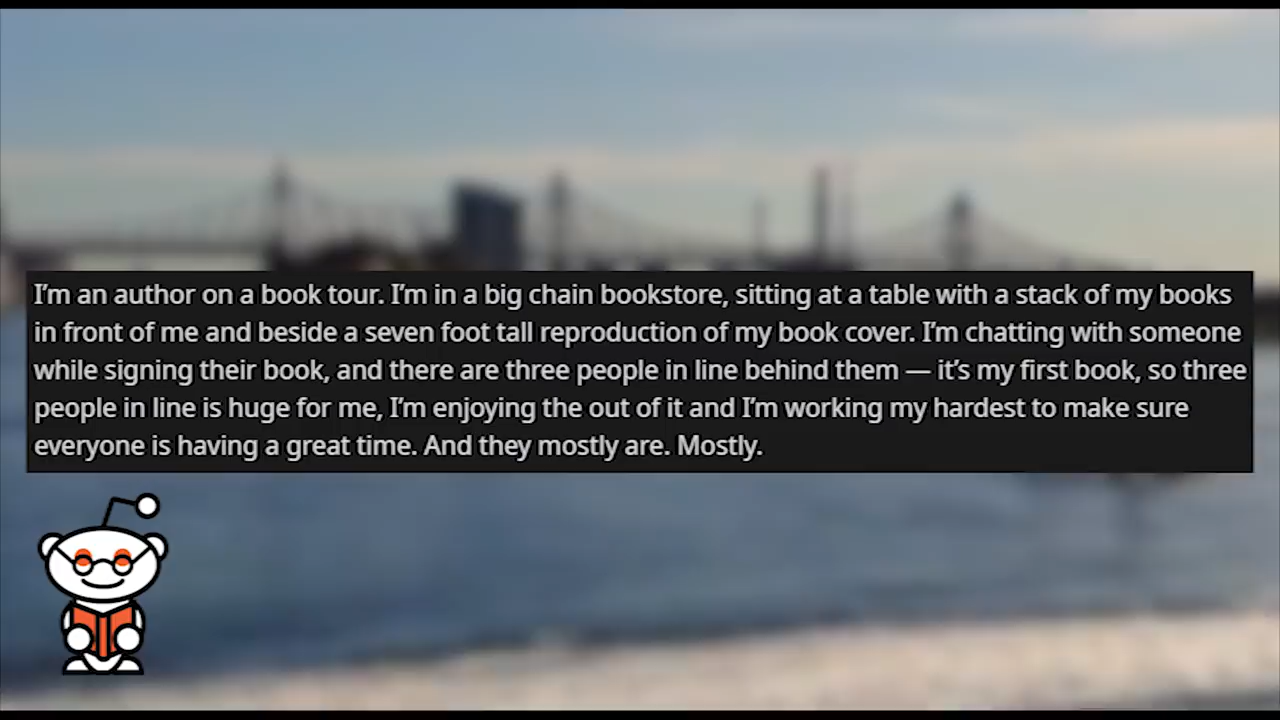 I’m an author on a book tour. I’m in a big chain bookstore, sitting at a table with a stack of my books
in front of me and beside a seven foot tall reproduction of my book cover. I’m chatting with someone
while signing their book, and there are three people in line behind them — it’s my first book, so three
people in line is huge for me, I’m enjoying the out of it and I’m working my hardest to make sure
everyone is having a great time. And they mostly are. Mostly.